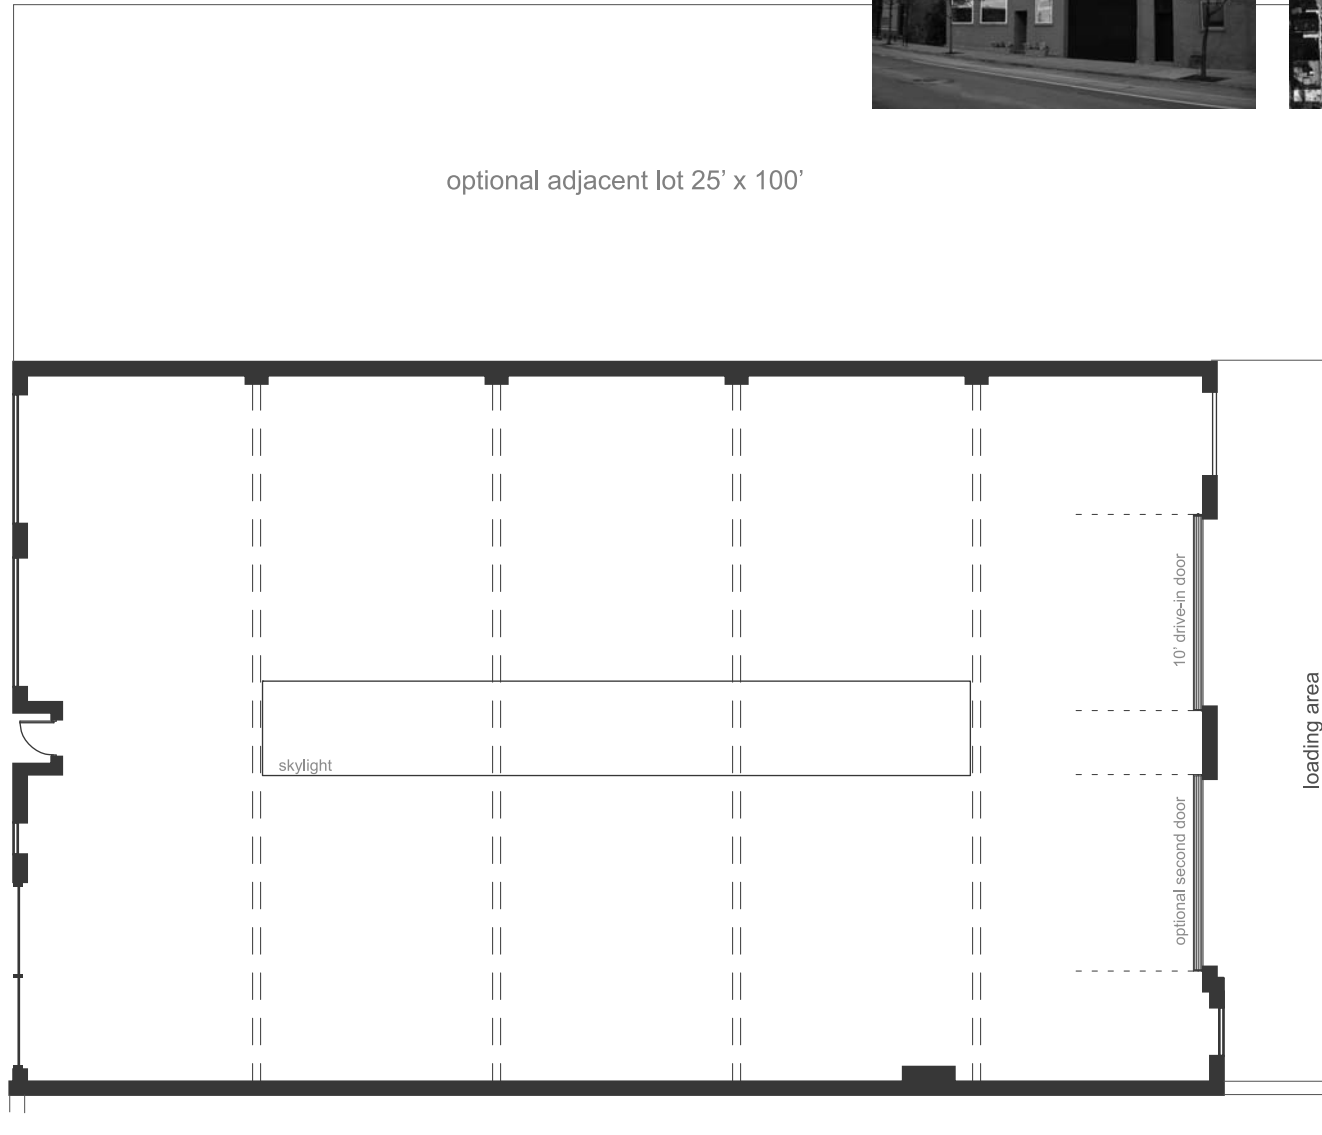 optional adjacent lot 25’ x 100’
10’ drive-in door
loading area
skylight
optional second door